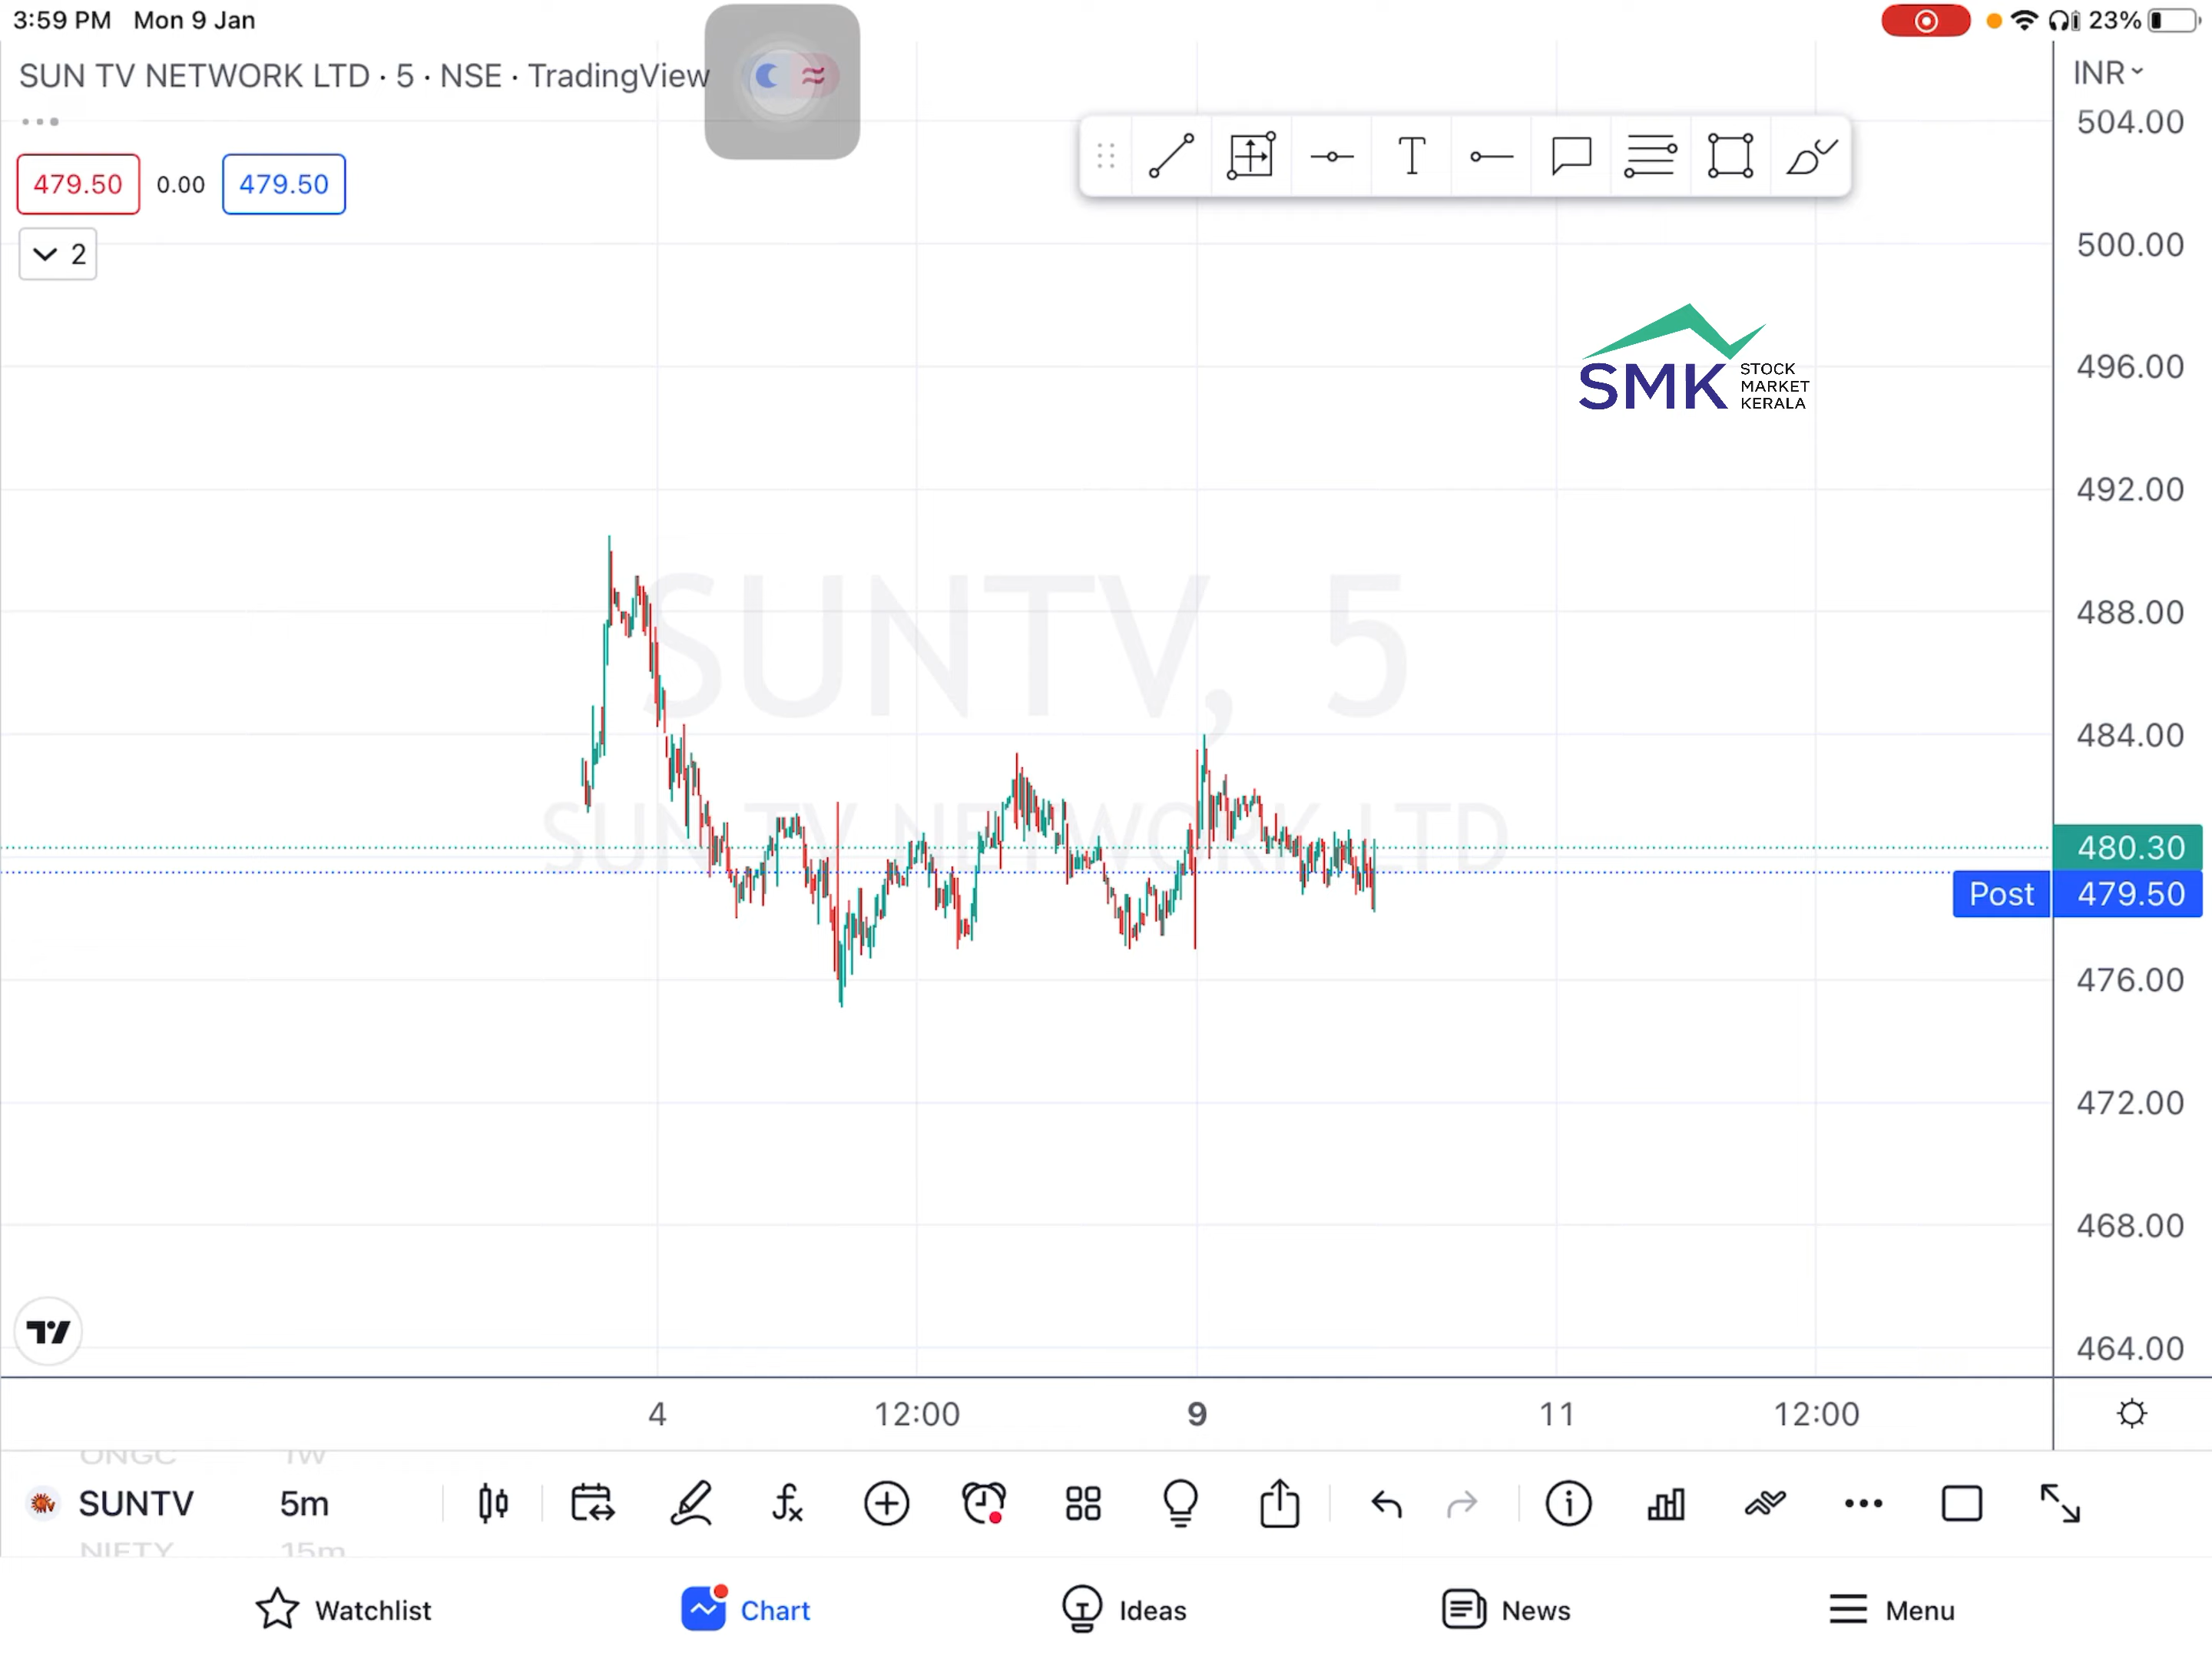 3:59 PM Mon 9 Jan
23%
SUN TV NETWORK LTD · 5 · NSE · TradingView
INR
479.50 0.00 479.50
2
504.00
500.00
496.00
492.00
488.00
484.00
480.30
Post 479.50
476.00
472.00
468.00
464.00
SMK STOCK
MARKET
KERALA
SUNTV, 5
SUN TV NETWORK LTD
4 12:00 9 11 12:00
ONGC 1W
SUNTV 5m
NIFTY 15m
Watchlist Chart Ideas News Menu